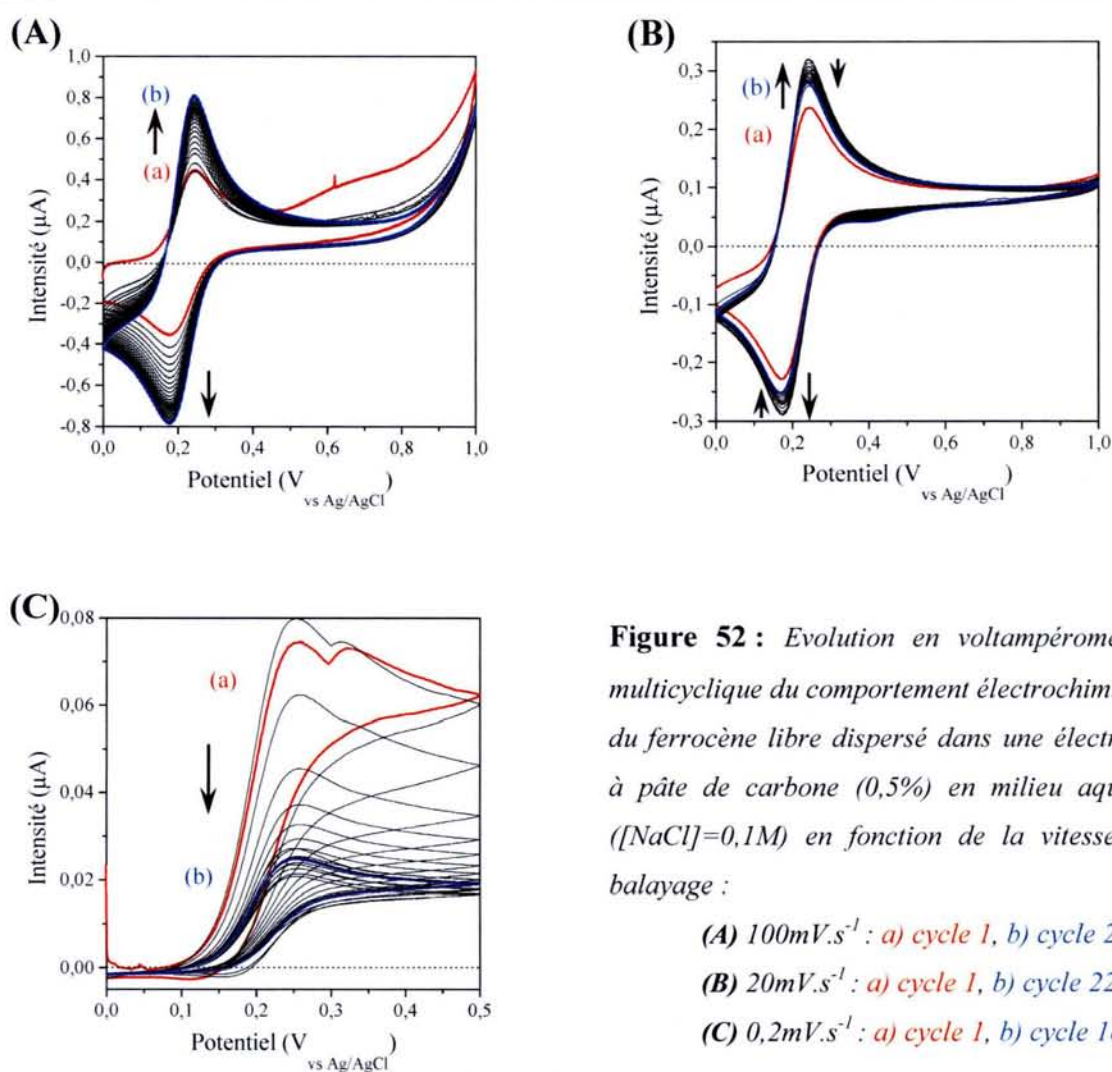 (A)
1,0
0,8
0,6
0,4
0,2
0,0
-0,2
-0,4
-0,6
-0,8
Intensité (µA)
(b)
(a)
0,0 0,2 0,4 0,6 0,8 1,0
Potentiel (V vs Ag/AgCl)
(B)
0,3
0,2
0,1
0,0
-0,1
-0,2
-0,3
Intensité (µA)
(b)
(a)
0,0 0,2 0,4 0,6 0,8 1,0
Potentiel (V vs Ag/AgCl)
(C)
0,08
0,06
0,04
0,02
0,00
Intensité (µA)
(a)
(b)
0,0 0,1 0,2 0,3 0,4 0,5
Potentiel (V vs Ag/AgCl)
Figure 52 : Evolution en voltampérome
multicyclique du comportement électrochim
du ferrocène libre dispersé dans une électr
à pâte de carbone (0,5%) en milieu aqu
([NaCl]=0,1M) en fonction de la vitesse
balayage :
(A) 100mV.s⁻¹ : a) cycle 1, b) cycle 2
(B) 20mV.s⁻¹ : a) cycle 1, b) cycle 22
(C) 0,2mV.s⁻¹ : a) cycle 1, b) cycle 1